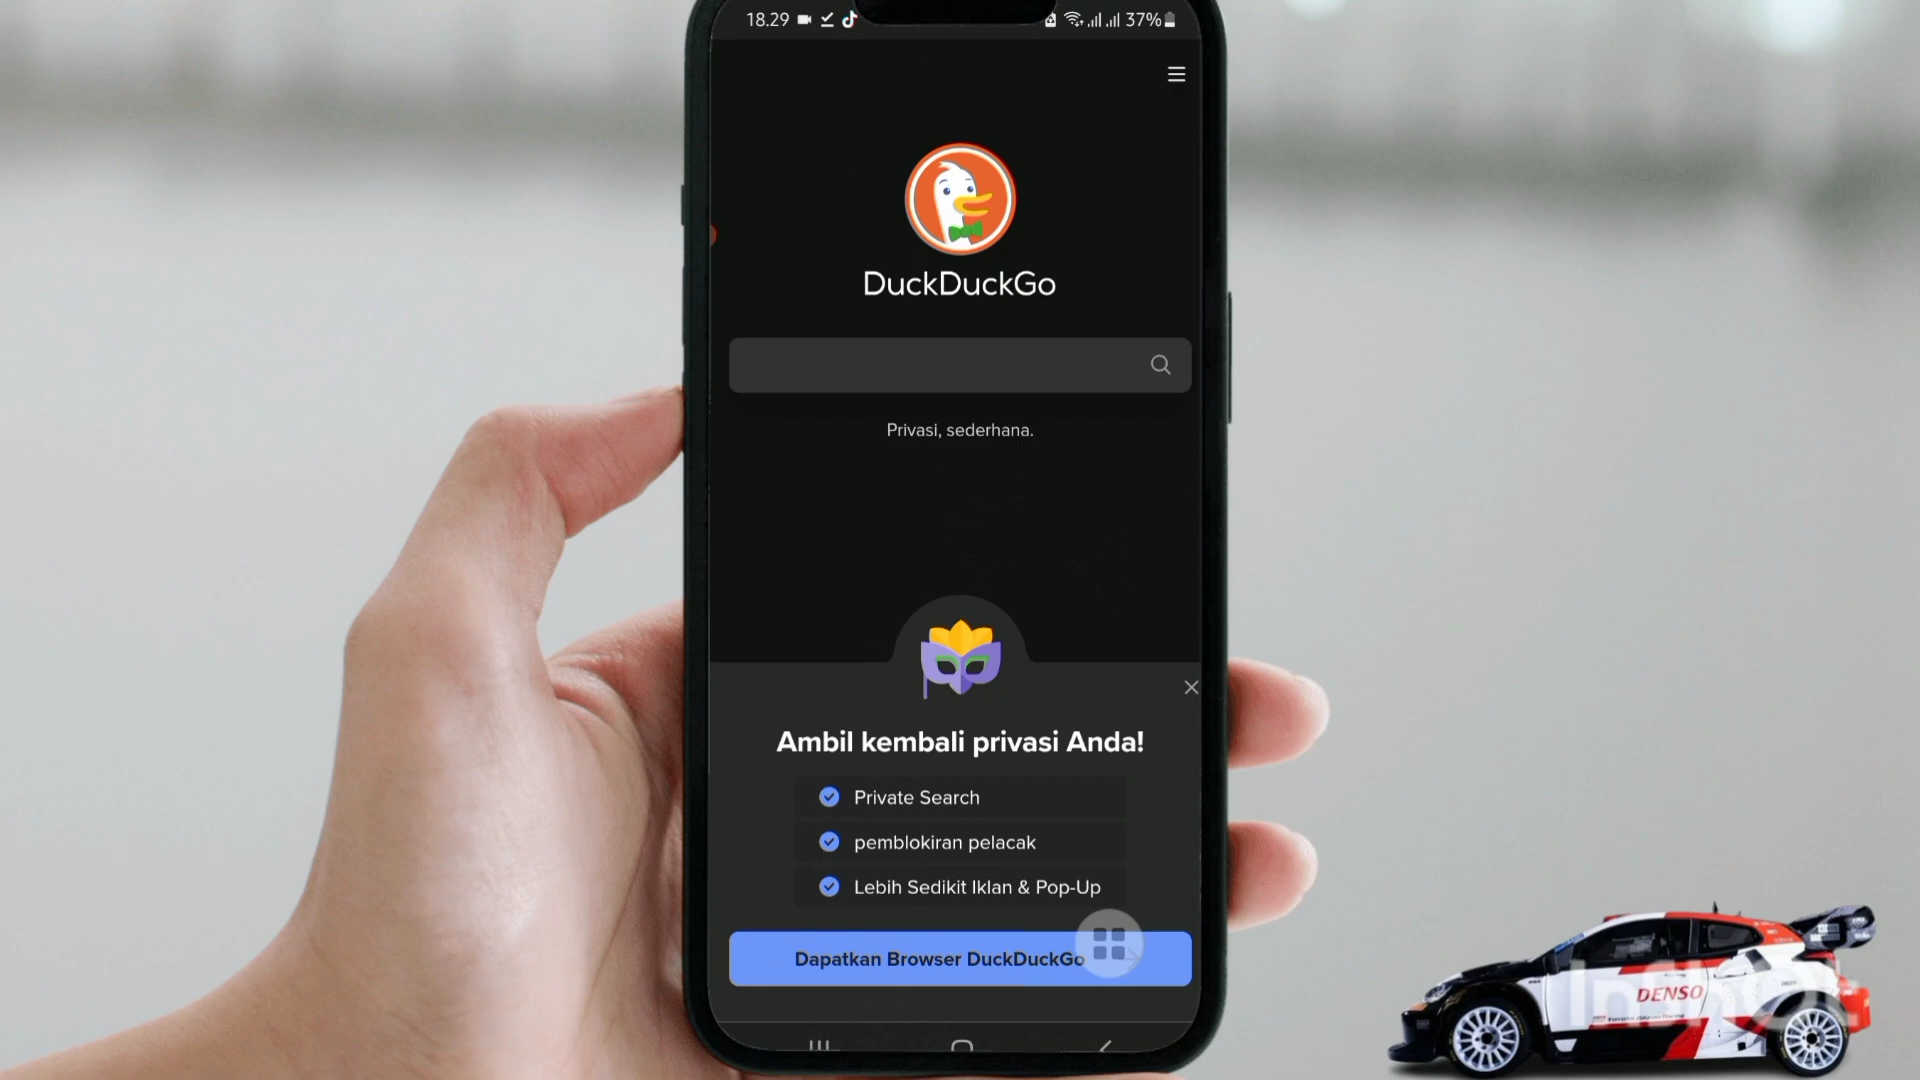 18.29
37%
DuckDuckGo
Privasi, sederhana.
Ambil kembali privasi Anda!
Private Search
pemblokiran pelacak
Lebih Sedikit Iklan & Pop-Up
Dapatkan Browser DuckDuckGo
DENSO
InShot